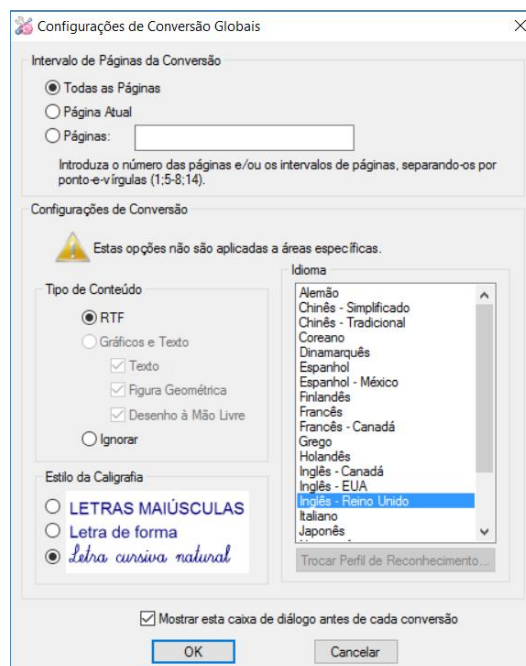 Configurações de Conversão Globais
Intervalo de Páginas da Conversão
Todas as Páginas
Página Atual
Páginas:
Introduza o número das páginas e/ou os intervalos de páginas, separando-os por
ponto-e-vírgulas (1;5-8;14).
Configurações de Conversão
Estas opções não são aplicadas a áreas específicas.
Tipo de Conteúdo
RTF
Gráficos e Texto
Texto
Figura Geométrica
Desenho à Mão Livre
Ignorar
Estilo da Caligrafia
LETRAS MAIÚSCULAS
Letra de forma
Letra cursiva natural
Idioma
Alemão
Chinês - Simplificado
Chinês - Tradicional
Coreano
Dinamarquês
Espanhol
Espanhol - México
Finlandês
Francês
Francês - Canadá
Grego
Holandês
Inglês - Canadá
Inglês - EUA
Inglês - Reino Unido
Italiano
Japonês
Trocar Perfil de Reconhecimento...
Mostrar esta caixa de diálogo antes de cada conversão
OK
Cancelar